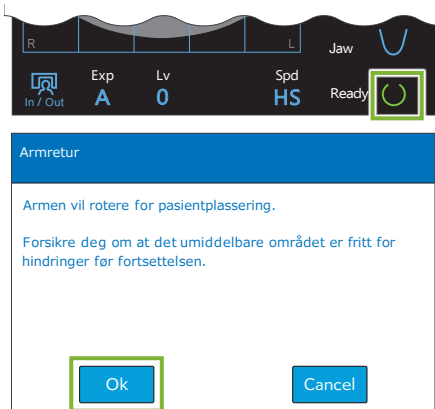 R L Jaw
Exp Lv Spd
In / Out A 0 HS Ready
Armretur
Armen vil rotere for pasientplassering.
Forsikre deg om at det umiddelbare området er fritt for
hindringer før fortsettelsen.
Ok Cancel